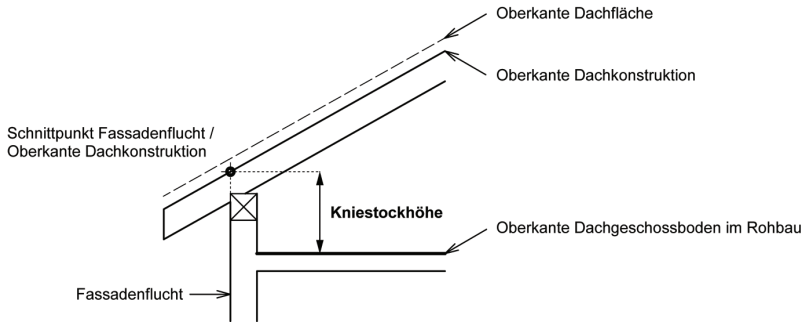 Oberkante Dachfläche
Oberkante Dachkonstruktion
Schnittpunkt Fassadenflucht /
Oberkante Dachkonstruktion
Kniestockhöhe
Oberkante Dachgeschossboden im Rohbau
Fassadenflucht